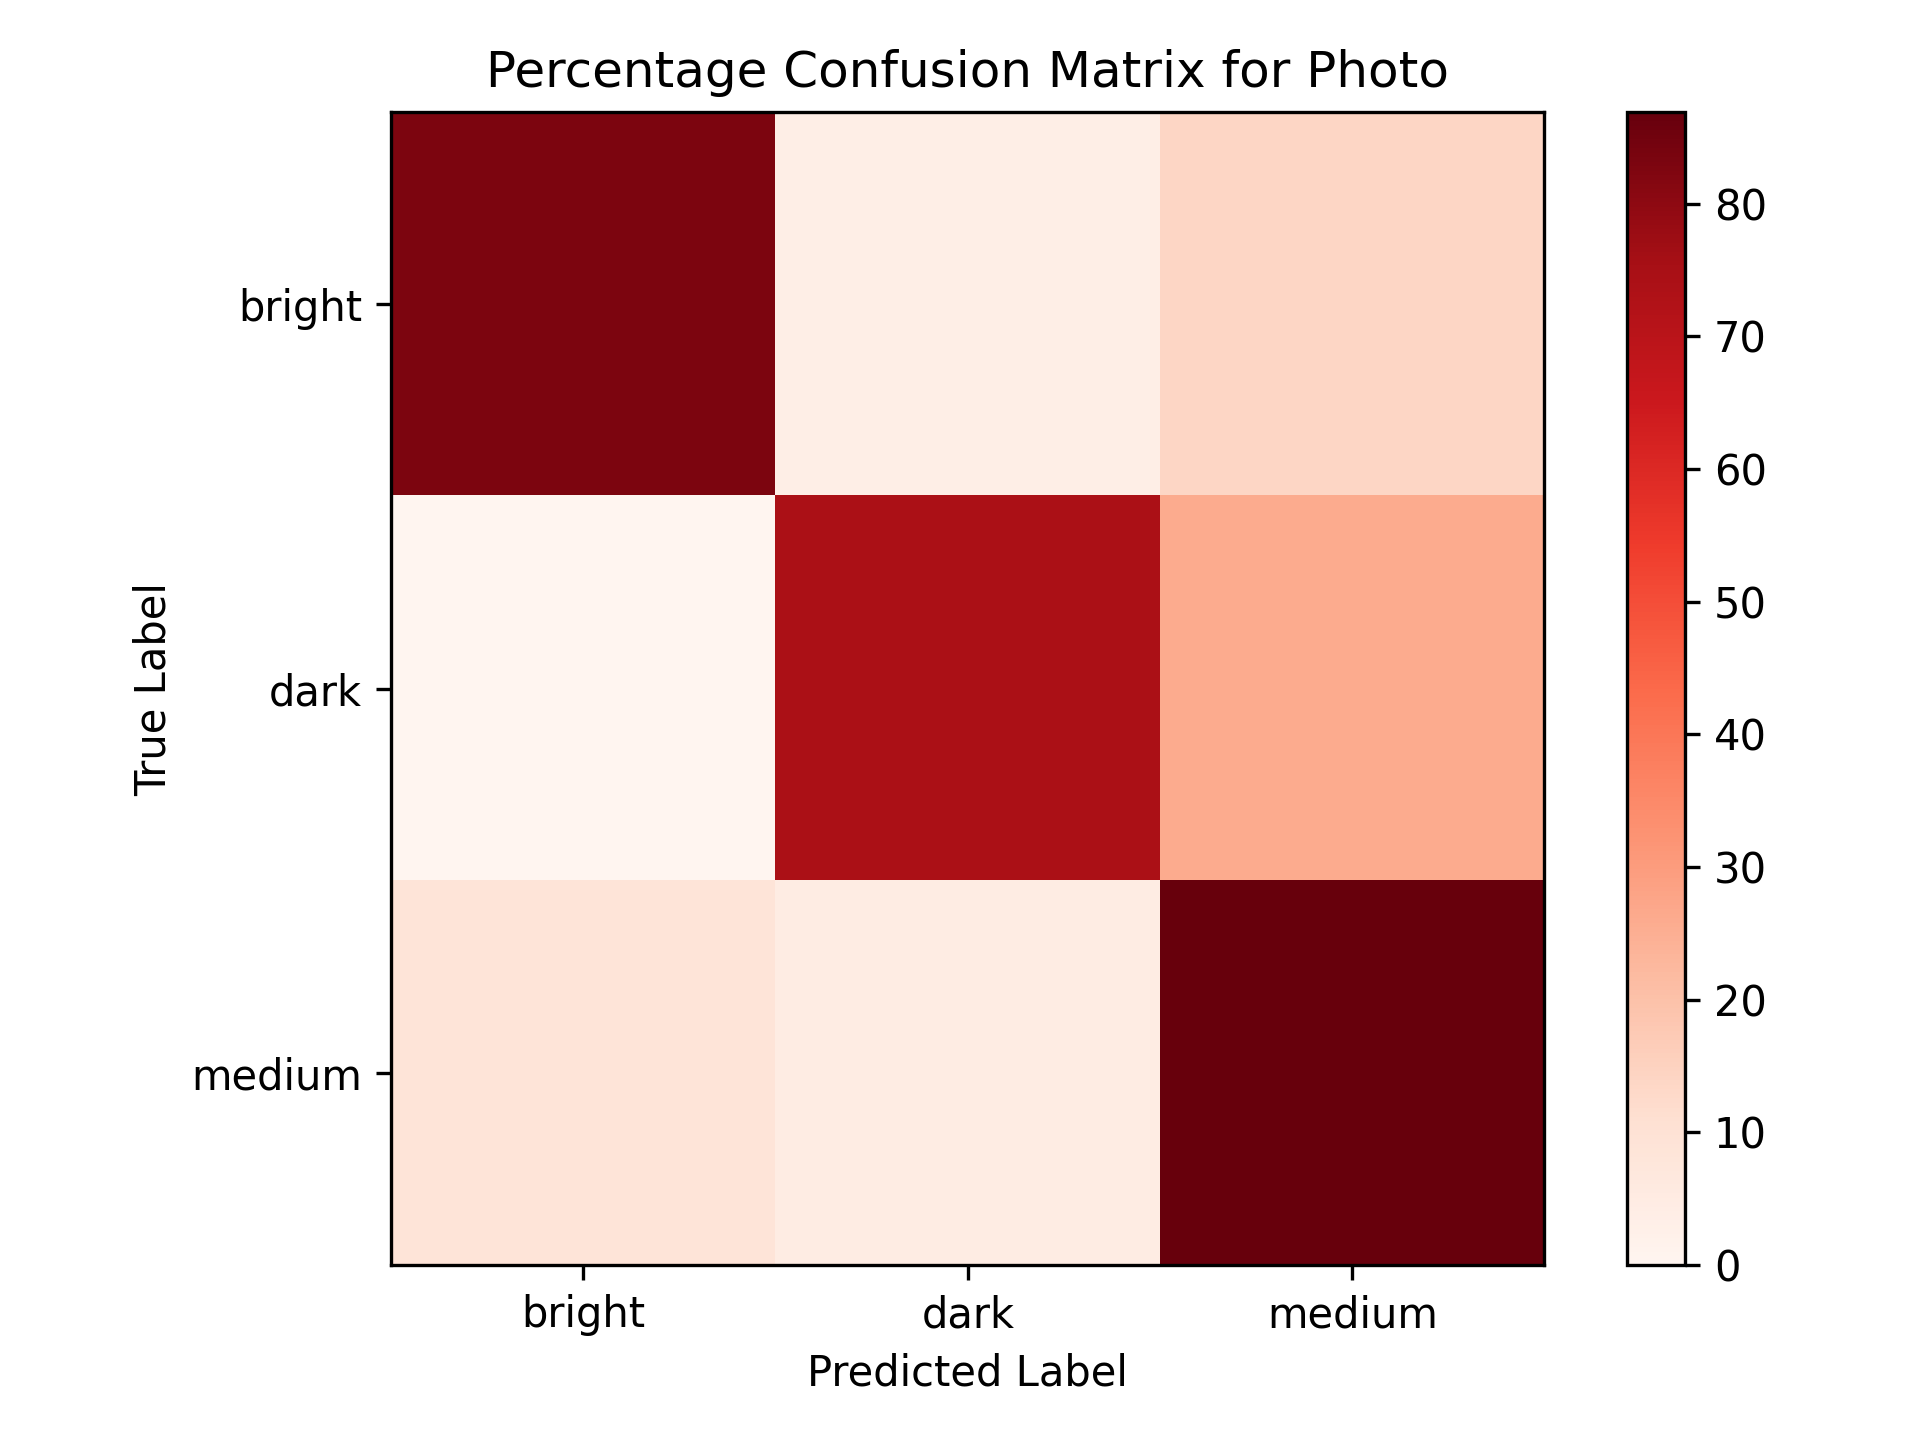 Percentage Confusion Matrix for Photo
True Label
bright
dark
medium
bright dark medium
Predicted Label
80
70
60
50
40
30
20
10
0